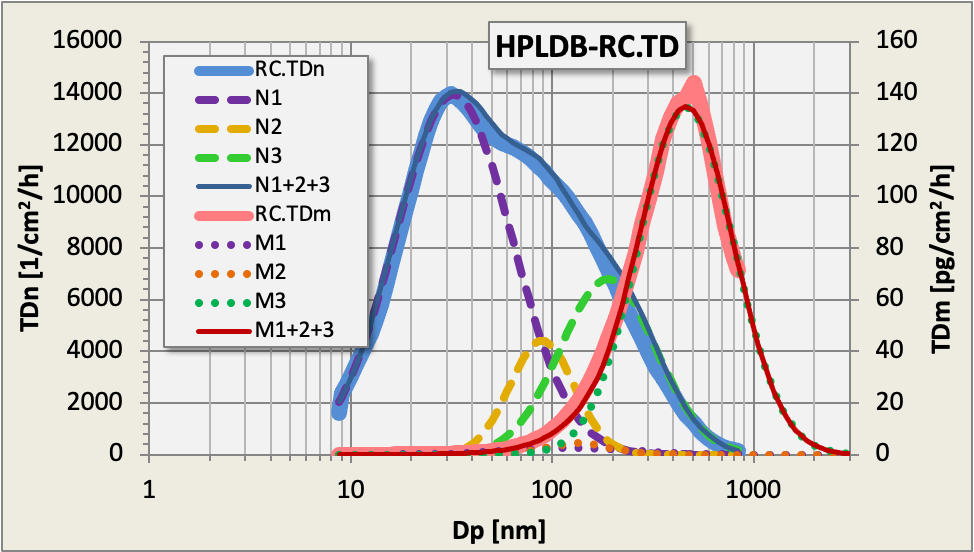 HPLDB-RC.TD
16000
14000
12000
10000
8000
6000
4000
2000
0
TDn [1/cm²/h]
RC.TDn
N1
N2
N3
N1+2+3
RC.TDm
M1
M2
M3
M1+2+3
160
140
120
100
80
60
40
20
0
TDm [pg/cm²/h]
1
10
100
1000
Dp [nm]